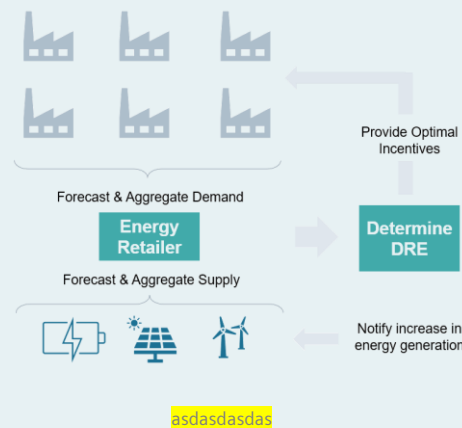 Provide Optimal
Incentives
Forecast & Aggregate Demand
Energy
Retailer
Determine
DRE
Forecast & Aggregate Supply
Notify increase in
energy generation
asdasdasdas